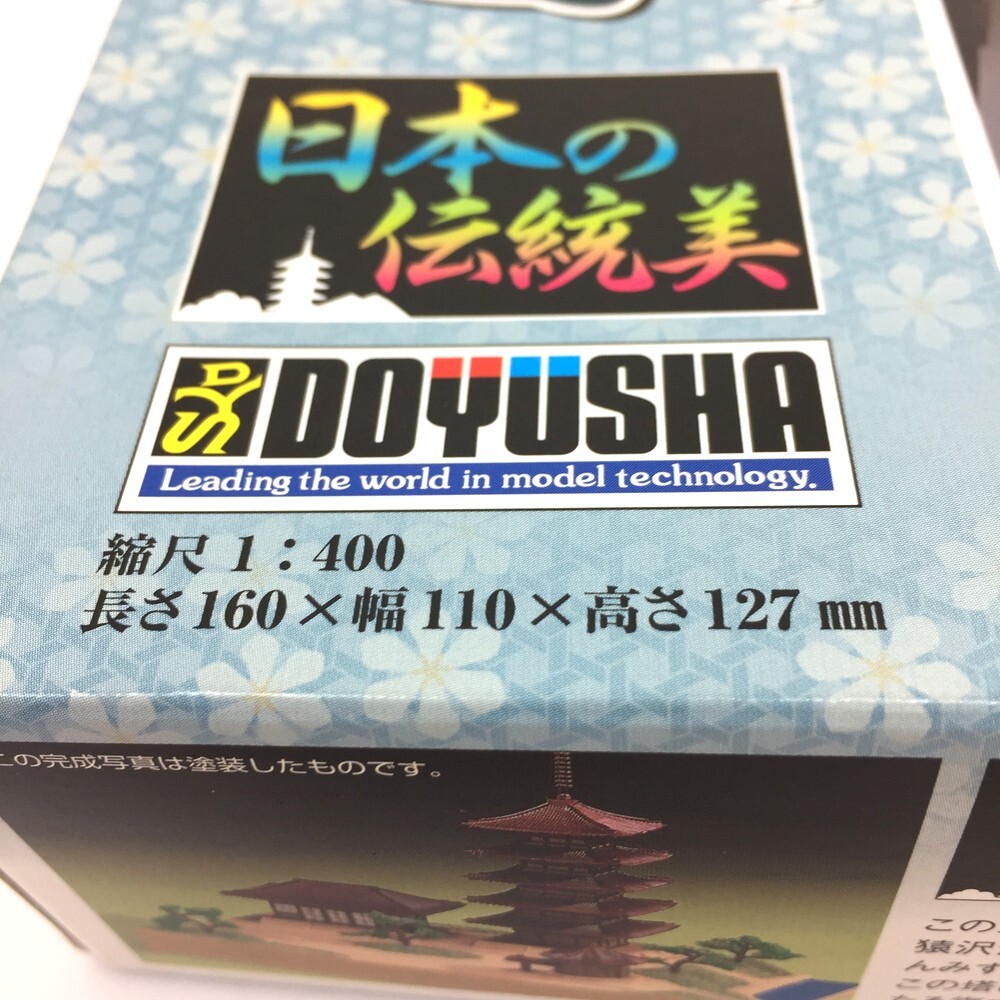 日本の
伝統美
DOYUSHA
Leading the world in model technology.
縮尺 1:400
長さ160×幅110×高さ127 mm
この完成写真は塗装したものです。
この
猿沢
んみず
この塔